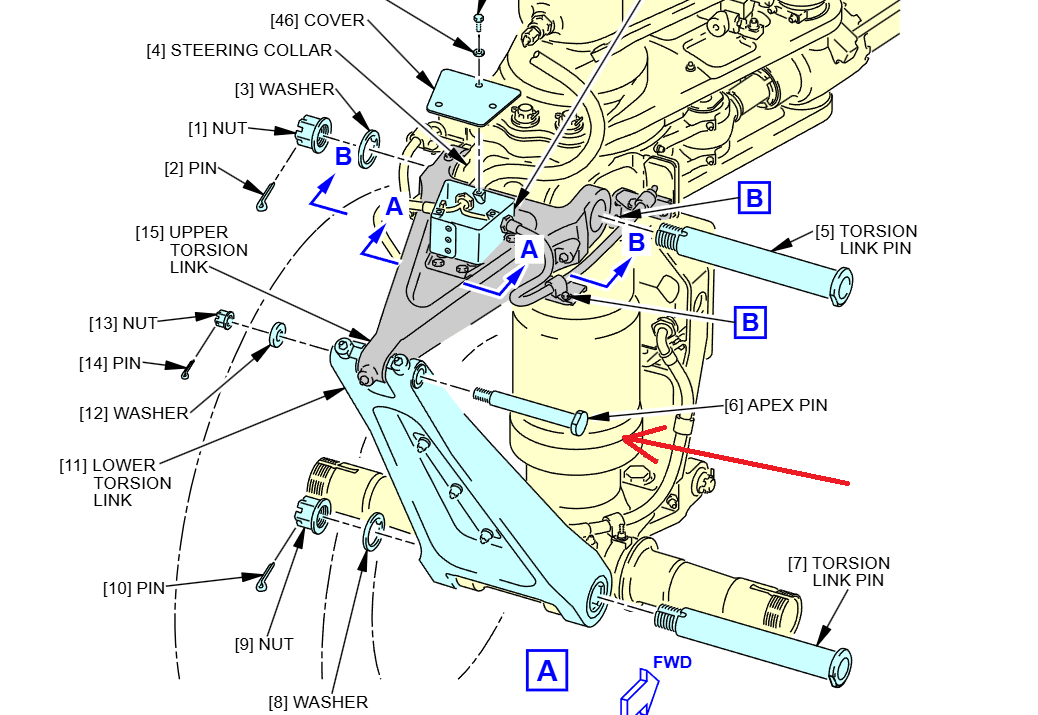 [46] COVER
[4] STEERING COLLAR
[3] WASHER
[1] NUT
[2] PIN
B
A
[15] UPPER
TORSION
LINK
A
B
B
[5] TORSION
LINK PIN
B
[13] NUT
[14] PIN
[12] WASHER
[6] APEX PIN
[11] LOWER
TORSION
LINK
[10] PIN
[9] NUT
[8] WASHER
[7] TORSION
LINK PIN
A
FWD